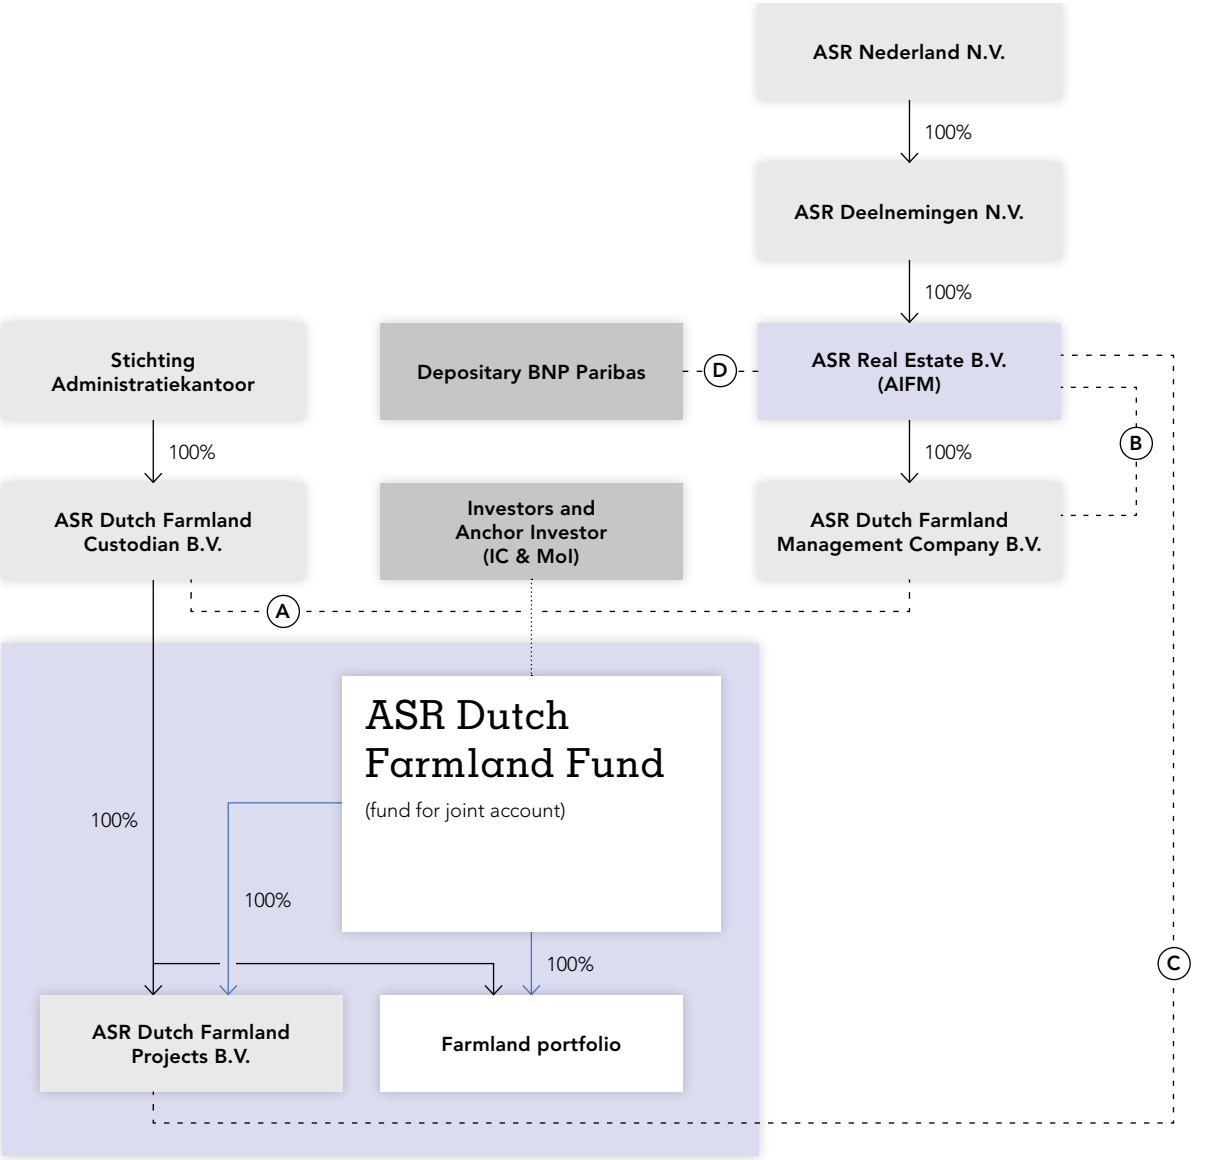 ASR Nederland N.V.
100%
ASR Deelnemingen N.V.
100%
Stichting
Administratiekantoor
Depositary BNP Paribas
D
ASR Real Estate B.V.
(AIFM)
100%
100%
B
ASR Dutch Farmland
Custodian B.V.
Investors and
Anchor Investor
(IC & MoI)
ASR Dutch Farmland
Management Company B.V.
A
ASR Dutch
Farmland Fund
(fund for joint account)
100%
100%
100%
C
ASR Dutch Farmland
Projects B.V.
Farmland portfolio